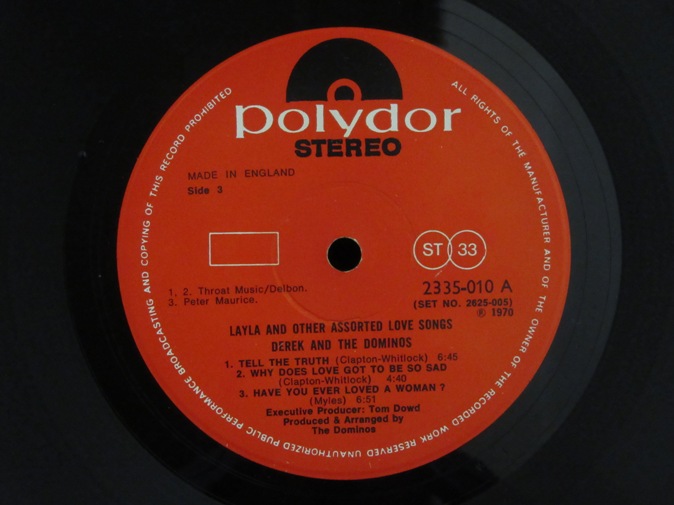 polydor
STEREO
MADE IN ENGLAND
Side 3
ST 33
2335-010 A
(SET NO. 2625-005)
℗ 1970
1. 2. Throat Music/Delbon.
3. Peter Maurice.
LAYLA AND OTHER ASSORTED LOVE SONGS
DEREK AND THE DOMINOS
1. TELL THE TRUTH (Clapton-Whitlock) 6:45
2. WHY DOES LOVE GOT TO BE SO SAD
(Clapton-Whitlock) 4:40
3. HAVE YOU EVER LOVED A WOMAN ?
(Myles) 6:51
Executive Producer: Tom Dowd
Produced & Arranged by
The Dominos
ALL RIGHTS OF THE MANUFACTURER AND OF THE OWNER OF THE RECORDED WORK RESERVED UNAUTHORIZED PUBLIC PERFORMANCE BROADCASTING AND COPYING OF THIS RECORD PROHIBITED